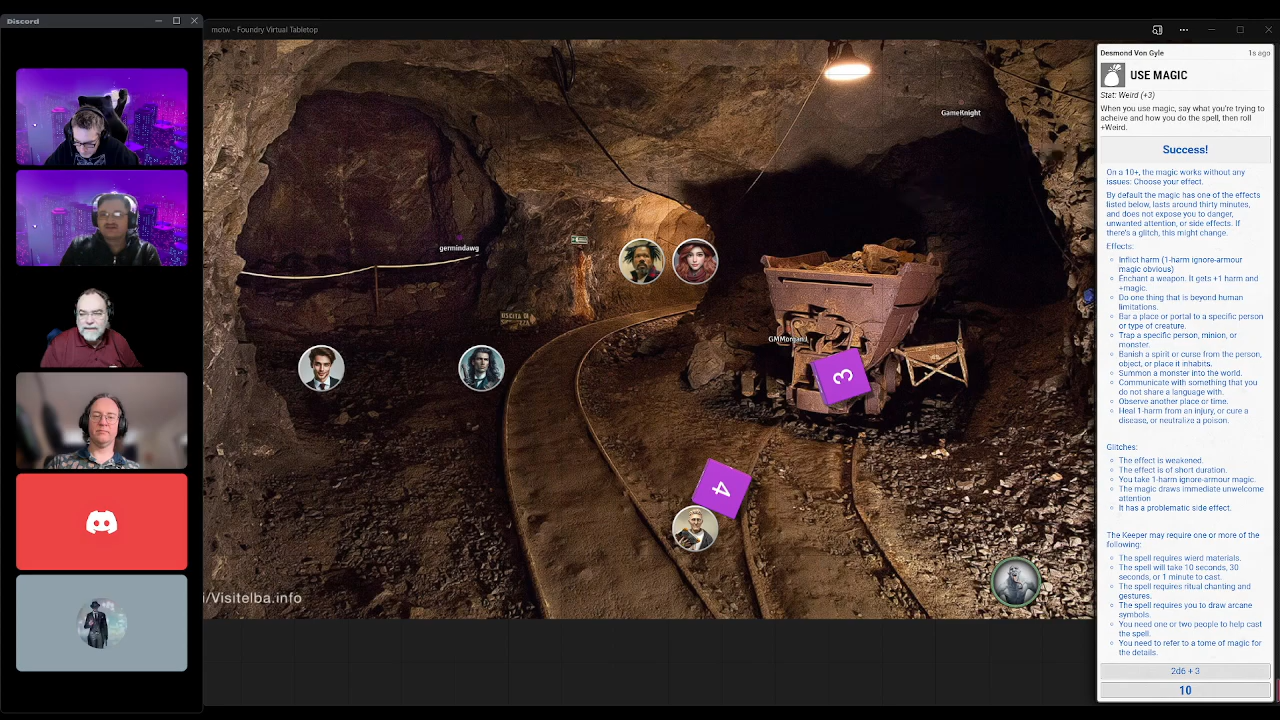 Discord
motw - Foundry Virtual Tabletop
GameKnight
germindawg
GMMorganJ
USCITA DI
SICUREZZA
i/Visitelba.info
3
4
Desmond Von Gyle
1s ago
USE MAGIC
Stat: Weird (+3)
When you use magic, say what you're trying to
acheive and how you do the spell, then roll
+Weird.
Success!
On a 10+, the magic works without any
issues: Choose your effect.
By default the magic has one of the effects
listed below, lasts around thirty minutes,
and does not expose you to danger,
unwanted attention, or side effects. If
there's a glitch, this might change.
Effects:
Inflict harm (1-harm ignore-armour
magic obvious)
Enchant a weapon. It gets +1 harm and
+magic.
Do one thing that is beyond human
limitations.
Bar a place or portal to a specific person
or type of creature.
Trap a specific person, minion, or
monster.
Banish a spirit or curse from the person,
object, or place it inhabits.
Summon a monster into the world.
Communicate with something that you
do not share a language with.
Observe another place or time.
Heal 1-harm from an injury, or cure a
disease, or neutralize a poison.
Glitches:
The effect is weakened.
The effect is of short duration.
You take 1-harm ignore-armour magic.
The magic draws immediate unwelcome
attention
It has a problematic side effect.
The Keeper may require one or more of the
following:
The spell requires wierd materials.
The spell will take 10 seconds, 30
seconds, or 1 minute to cast.
The spell requires ritual chanting and
gestures.
The spell requires you to draw arcane
symbols.
You need one or two people to help cast
the spell.
You need to refer to a tome of magic for
the details.
2d6 + 3
10